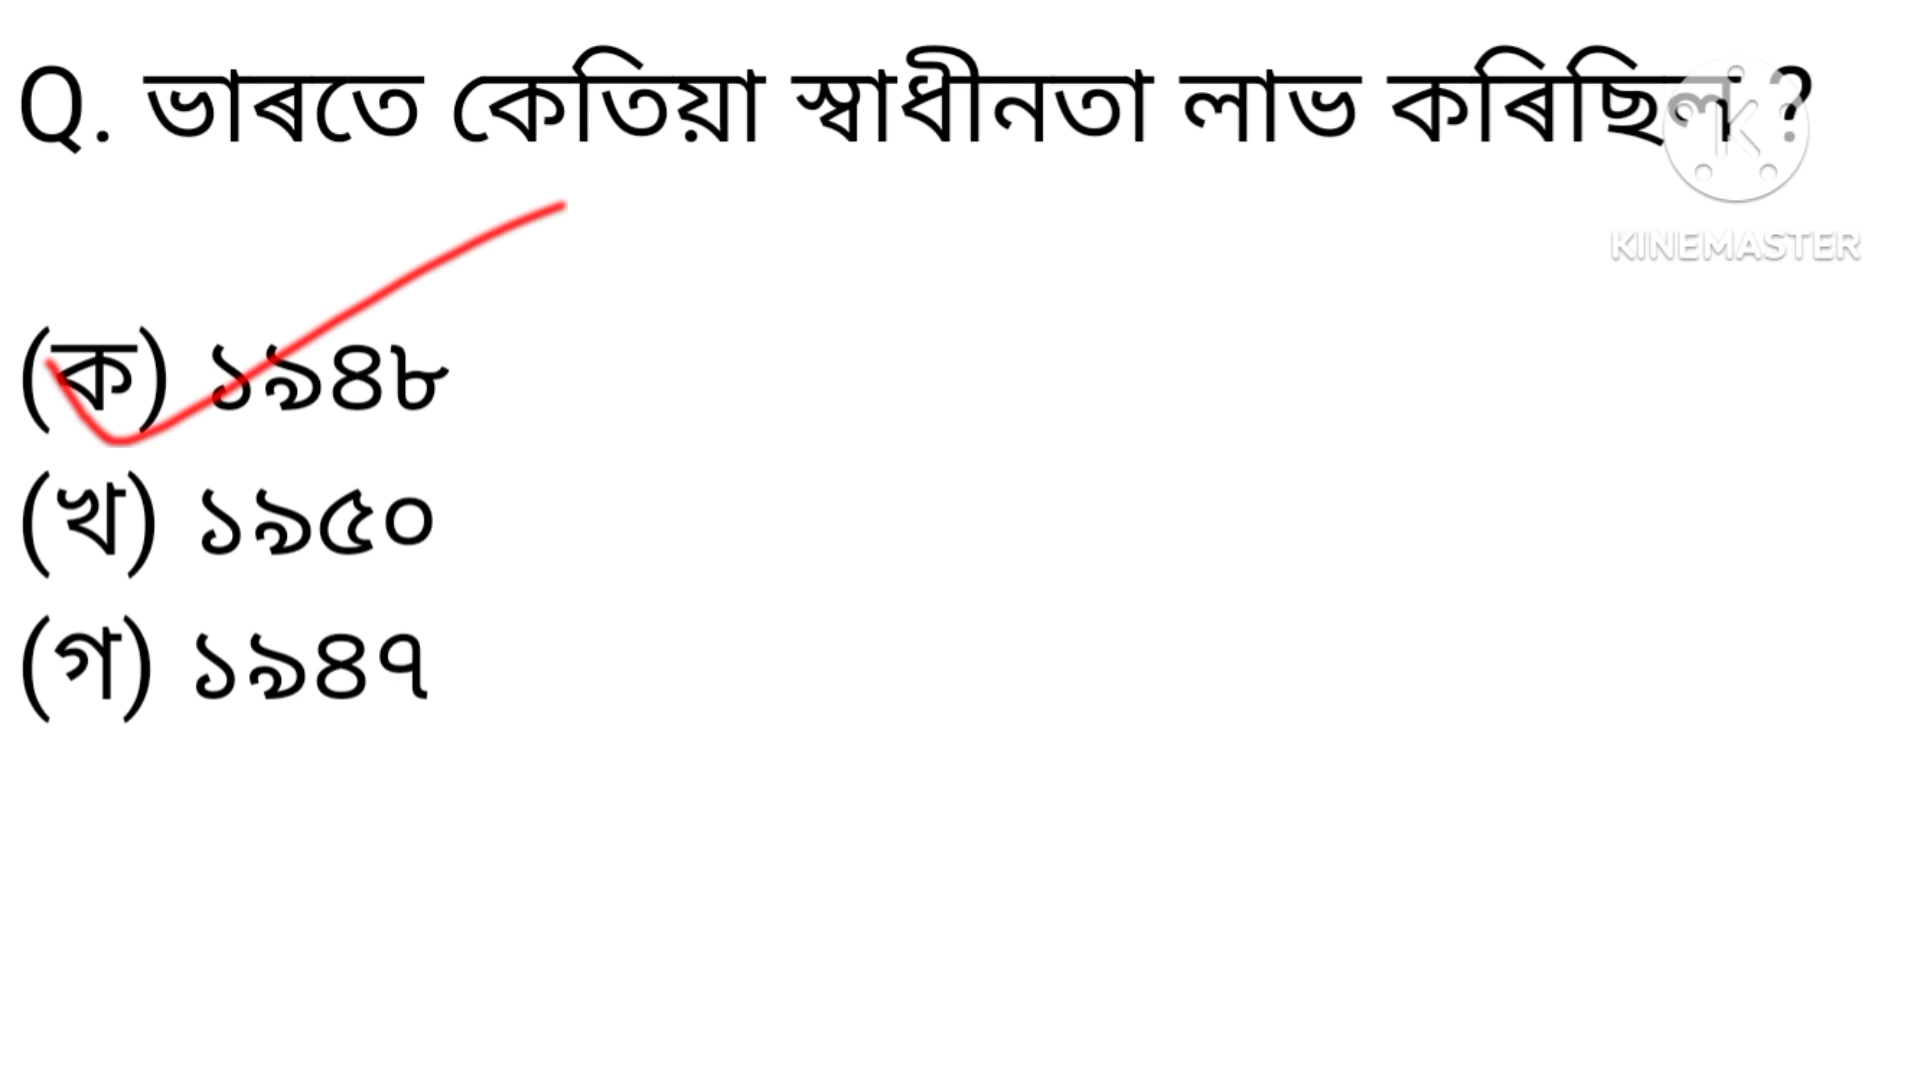 Q. ভাৰতে কেতিয়া স্বাধীনতা লাভ কৰিছিল ?
KINEMASTER
(ক) ১৯৪৮
(খ) ১৯৫০
(গ) ১৯৪৭